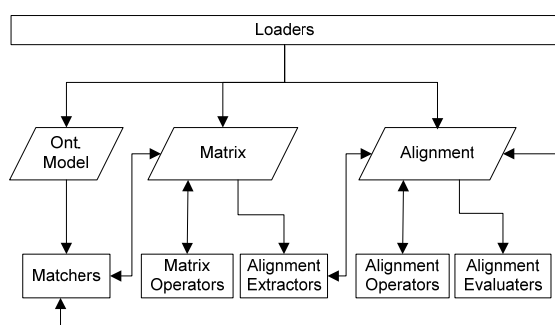 Loaders
Ont.
Model
Matrix
Alignment
Matchers
Matrix
Operators
Alignment
Extractors
Alignment
Operators
Alignment
Evaluaters